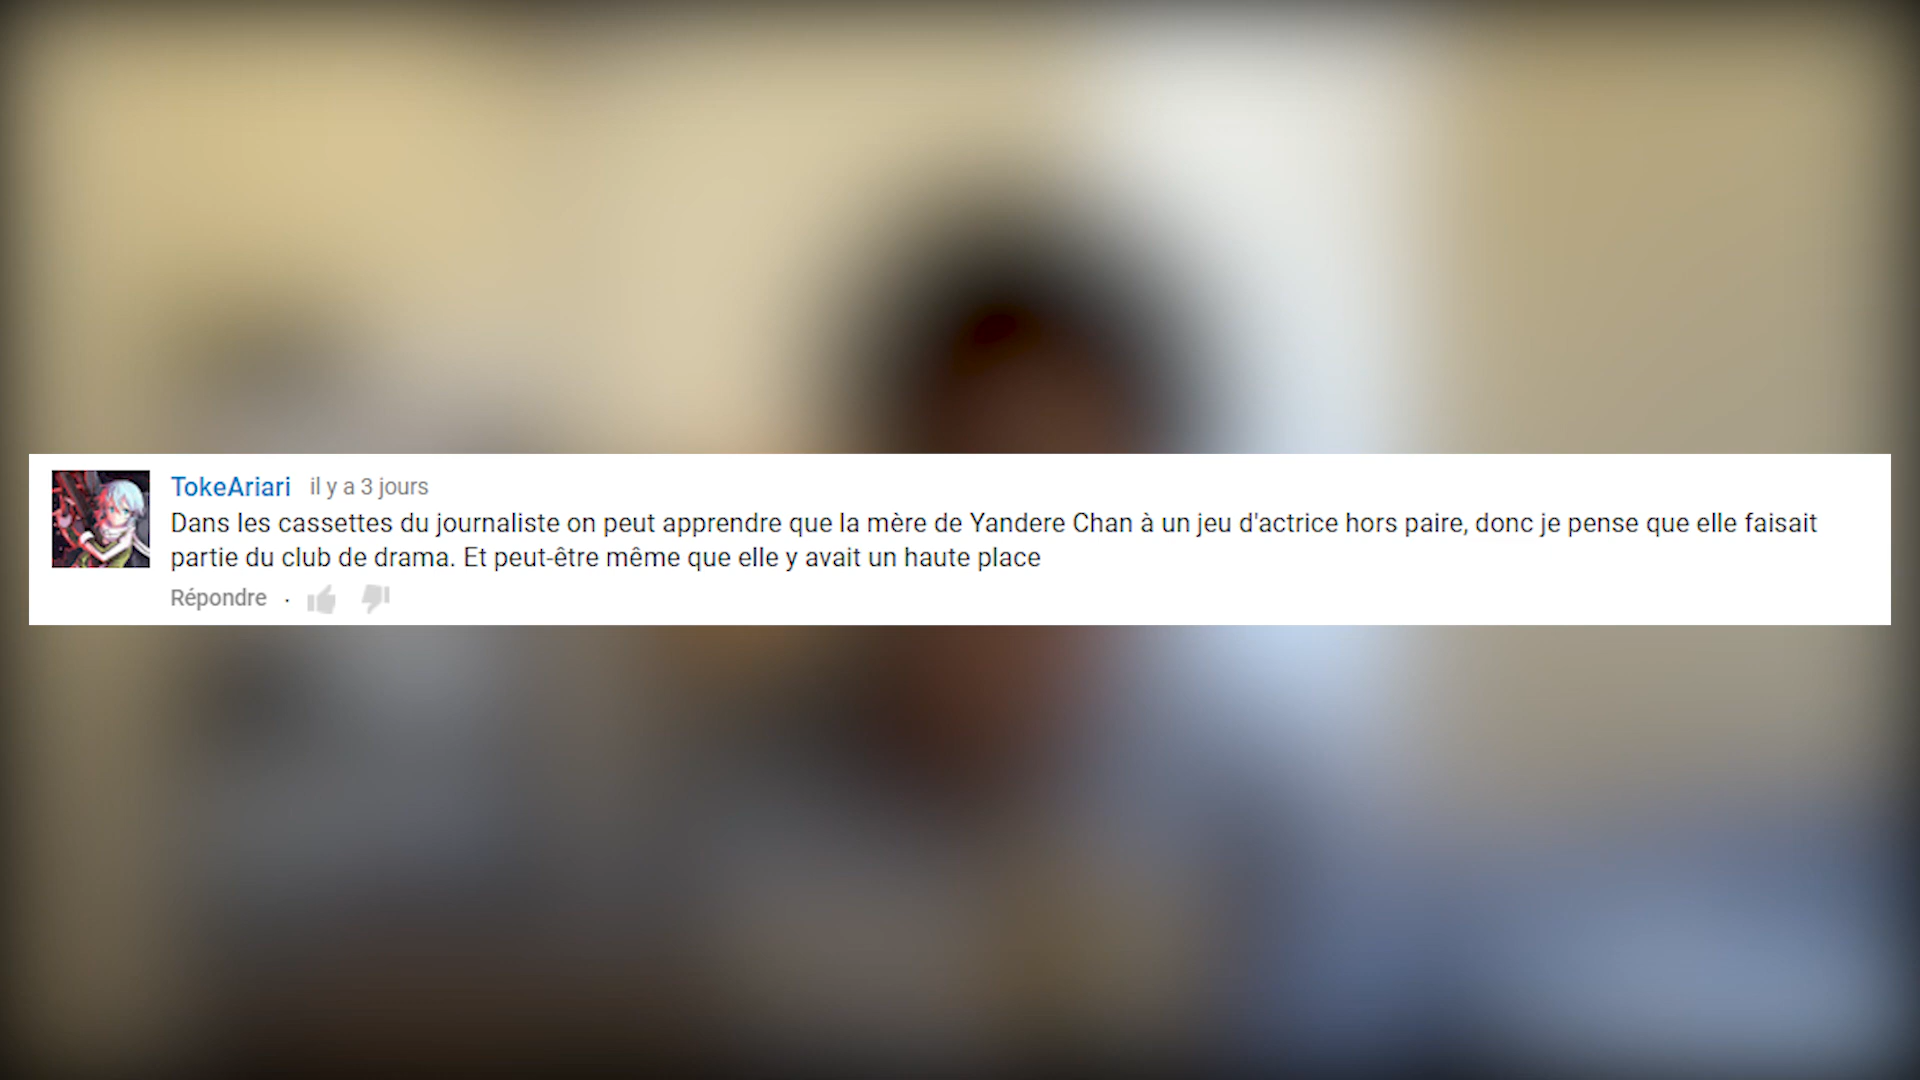 TokeAriari il y a 3 jours
Dans les cassettes du journaliste on peut apprendre que la mère de Yandere Chan à un jeu d'actrice hors paire, donc je pense que elle faisait
partie du club de drama. Et peut-être même que elle y avait un haute place
Répondre ·